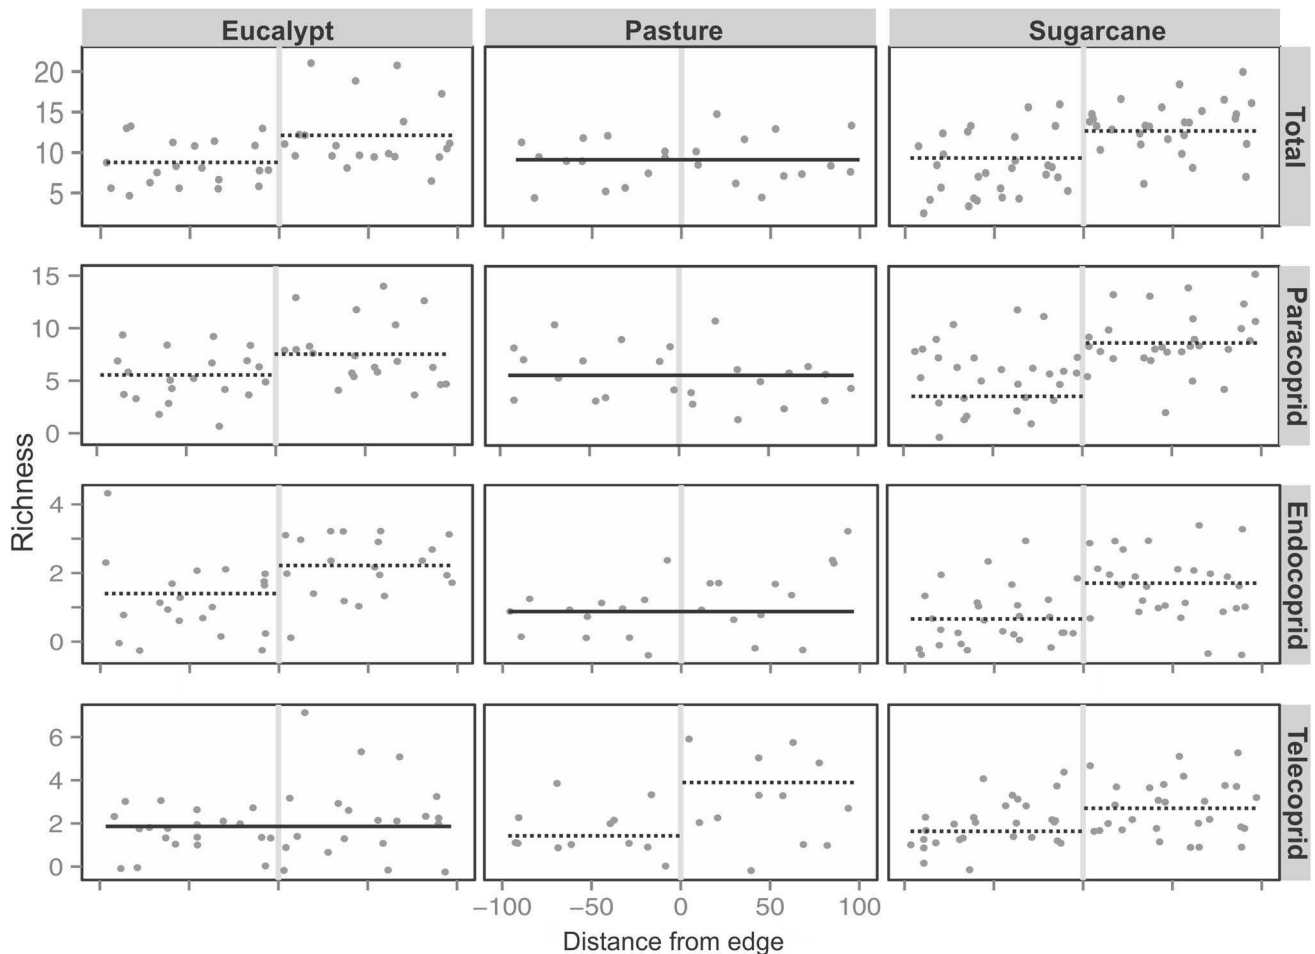 Eucalypt Pasture Sugarcane
20
15
10
5
Total
15
10
5
0
Paracoprid
Richness
4
2
0
Endocoprid
6
4
2
0
Telecoprid
−100 −50 0 50 100
Distance from edge